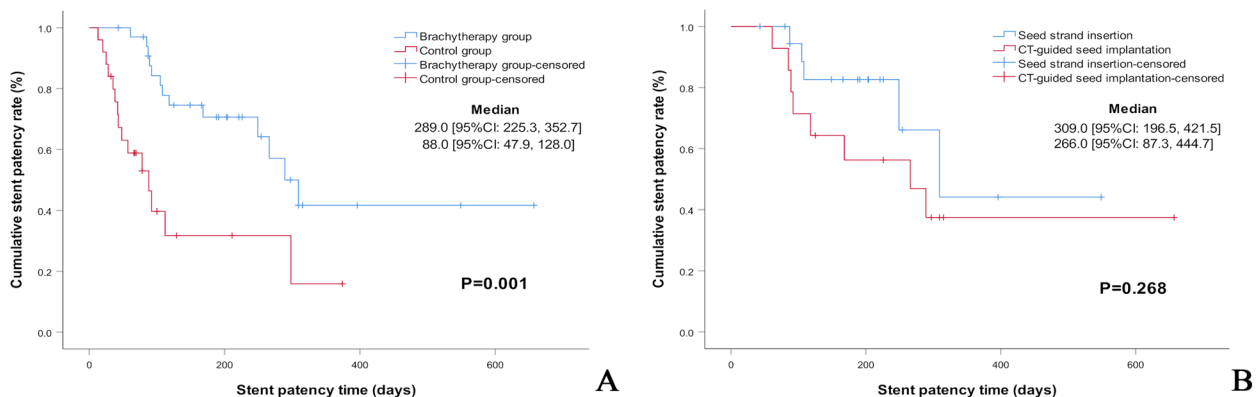 Cumulative stent patency rate (%)
1.0
0.8
0.6
0.4
0.2
0.0
0
200
400
600
Stent patency time (days)
Brachytherapy group
Control group
Brachytherapy group-censored
Control group-censored
Median
289.0 [95%CI: 225.3, 352.7]
88.0 [95%CI: 47.9, 128.0]
P=0.001
A
Cumulative stent patency rate (%)
1.0
0.8
0.6
0.4
0.2
0.0
0
200
400
600
Stent patency time (days)
Seed strand insertion
CT-guided seed implantation
Seed strand insertion-censored
CT-guided seed implantation-censored
Median
309.0 [95%CI: 196.5, 421.5]
266.0 [95%CI: 87.3, 444.7]
P=0.268
B